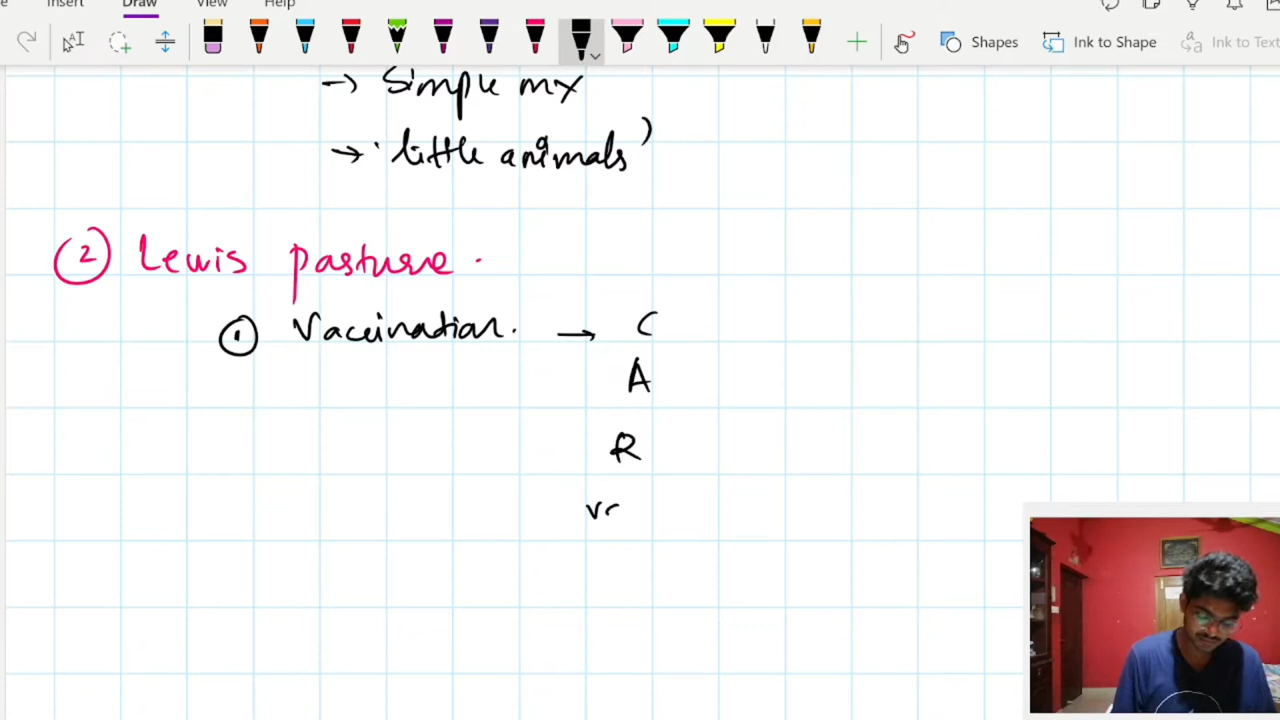 Insert Draw View Help
Shapes Ink to Shape Ink to Text
→ Simple mx
→ 'little animals'
② Lewis pasture.
① Vaccination. → C
A
R
va